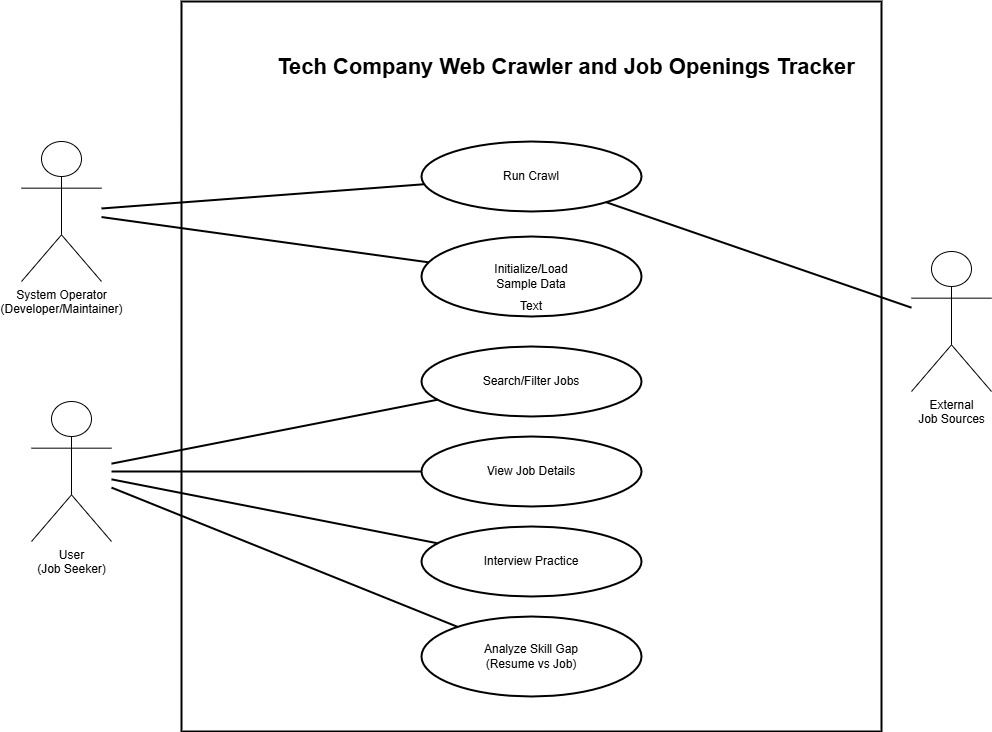 Tech Company Web Crawler and Job Openings Tracker
Run Crawl
Initialize/Load
Sample Data
Text
System Operator
(Developer/Maintainer)
Search/Filter Jobs
External
Job Sources
View Job Details
User
(Job Seeker)
Interview Practice
Analyze Skill Gap
(Resume vs Job)